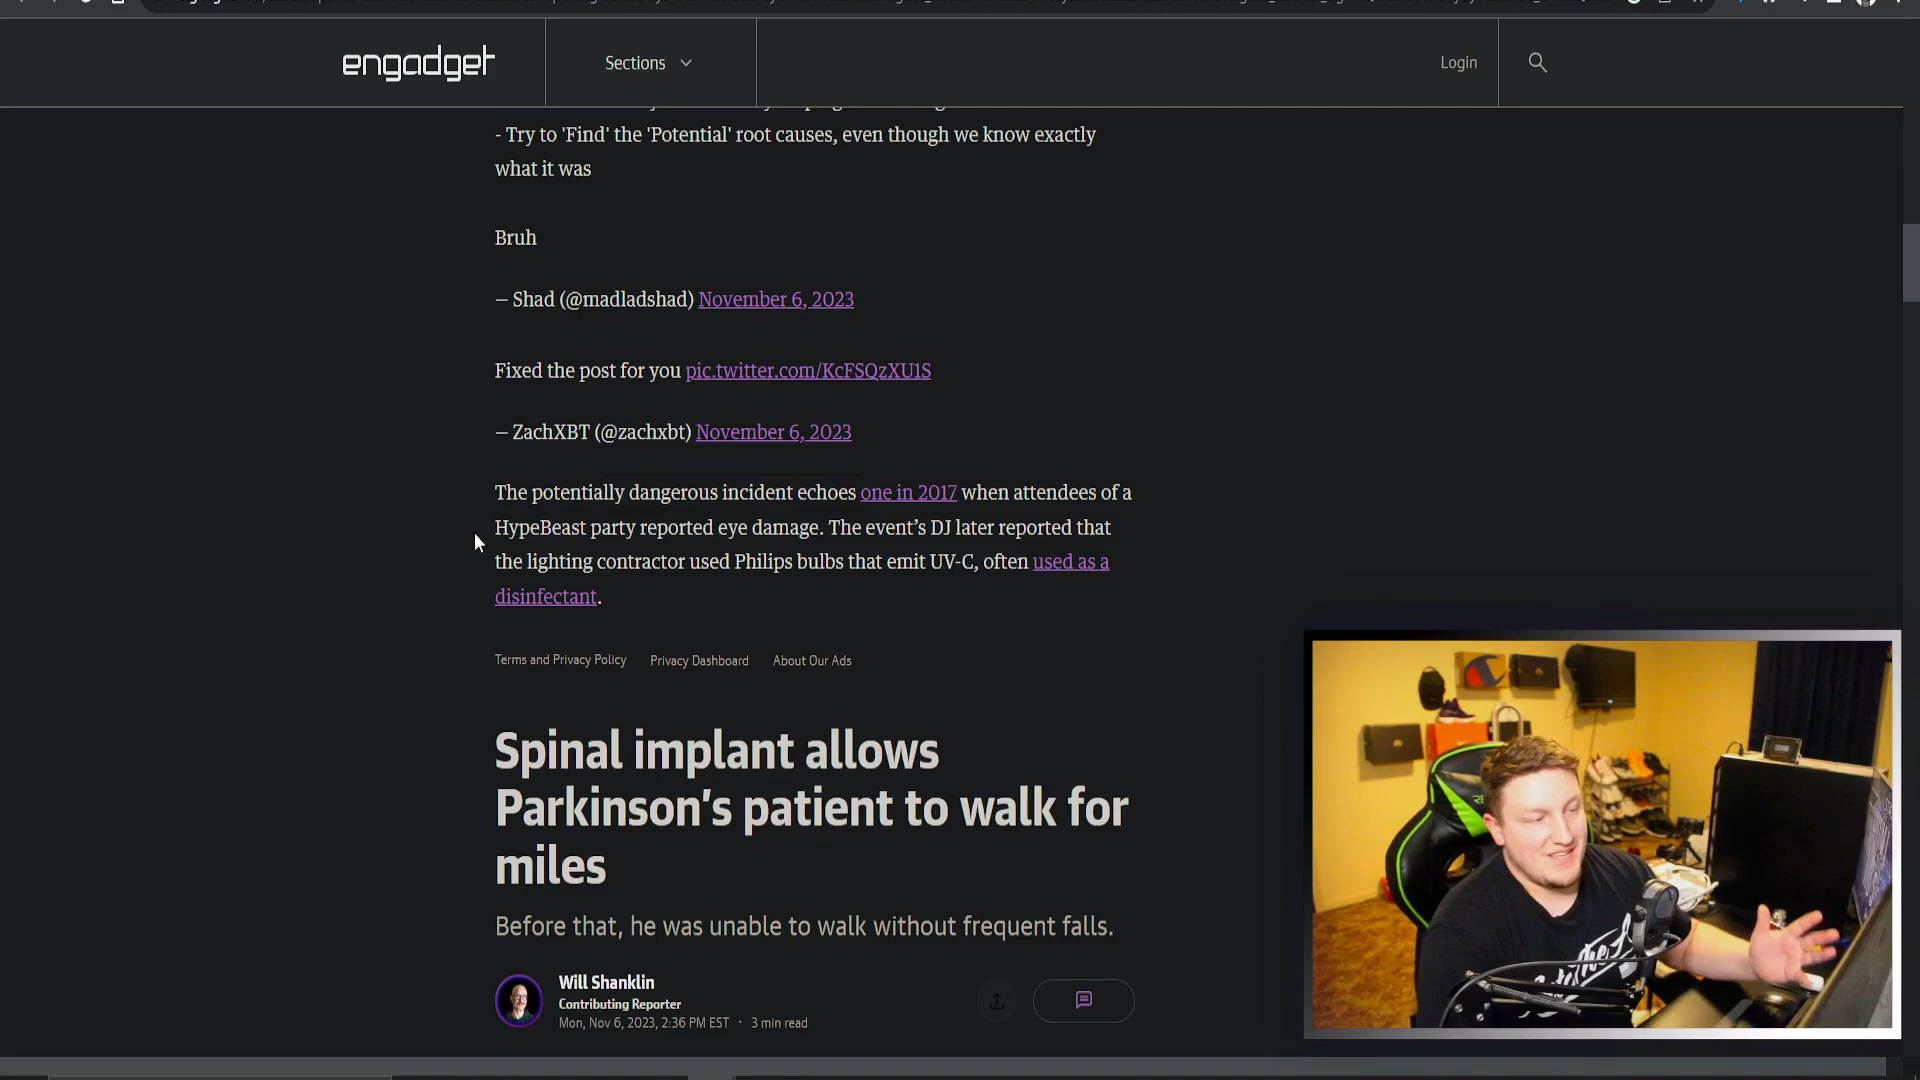 engadget
Sections
Login
- Try to 'Find' the 'Potential' root causes, even though we know exactly
what it was
Bruh
— Shad (@madladshad) November 6, 2023
Fixed the post for you pic.twitter.com/KcFSQzXU1S
— ZachXBT (@zachxbt) November 6, 2023
The potentially dangerous incident echoes one in 2017 when attendees of a
HypeBeast party reported eye damage. The event’s DJ later reported that
the lighting contractor used Philips bulbs that emit UV-C, often used as a
disinfectant.
Terms and Privacy Policy Privacy Dashboard About Our Ads
Spinal implant allows
Parkinson’s patient to walk for
miles
Before that, he was unable to walk without frequent falls.
Will Shanklin
Contributing Reporter
Mon, Nov 6, 2023, 2:36 PM EST · 3 min read